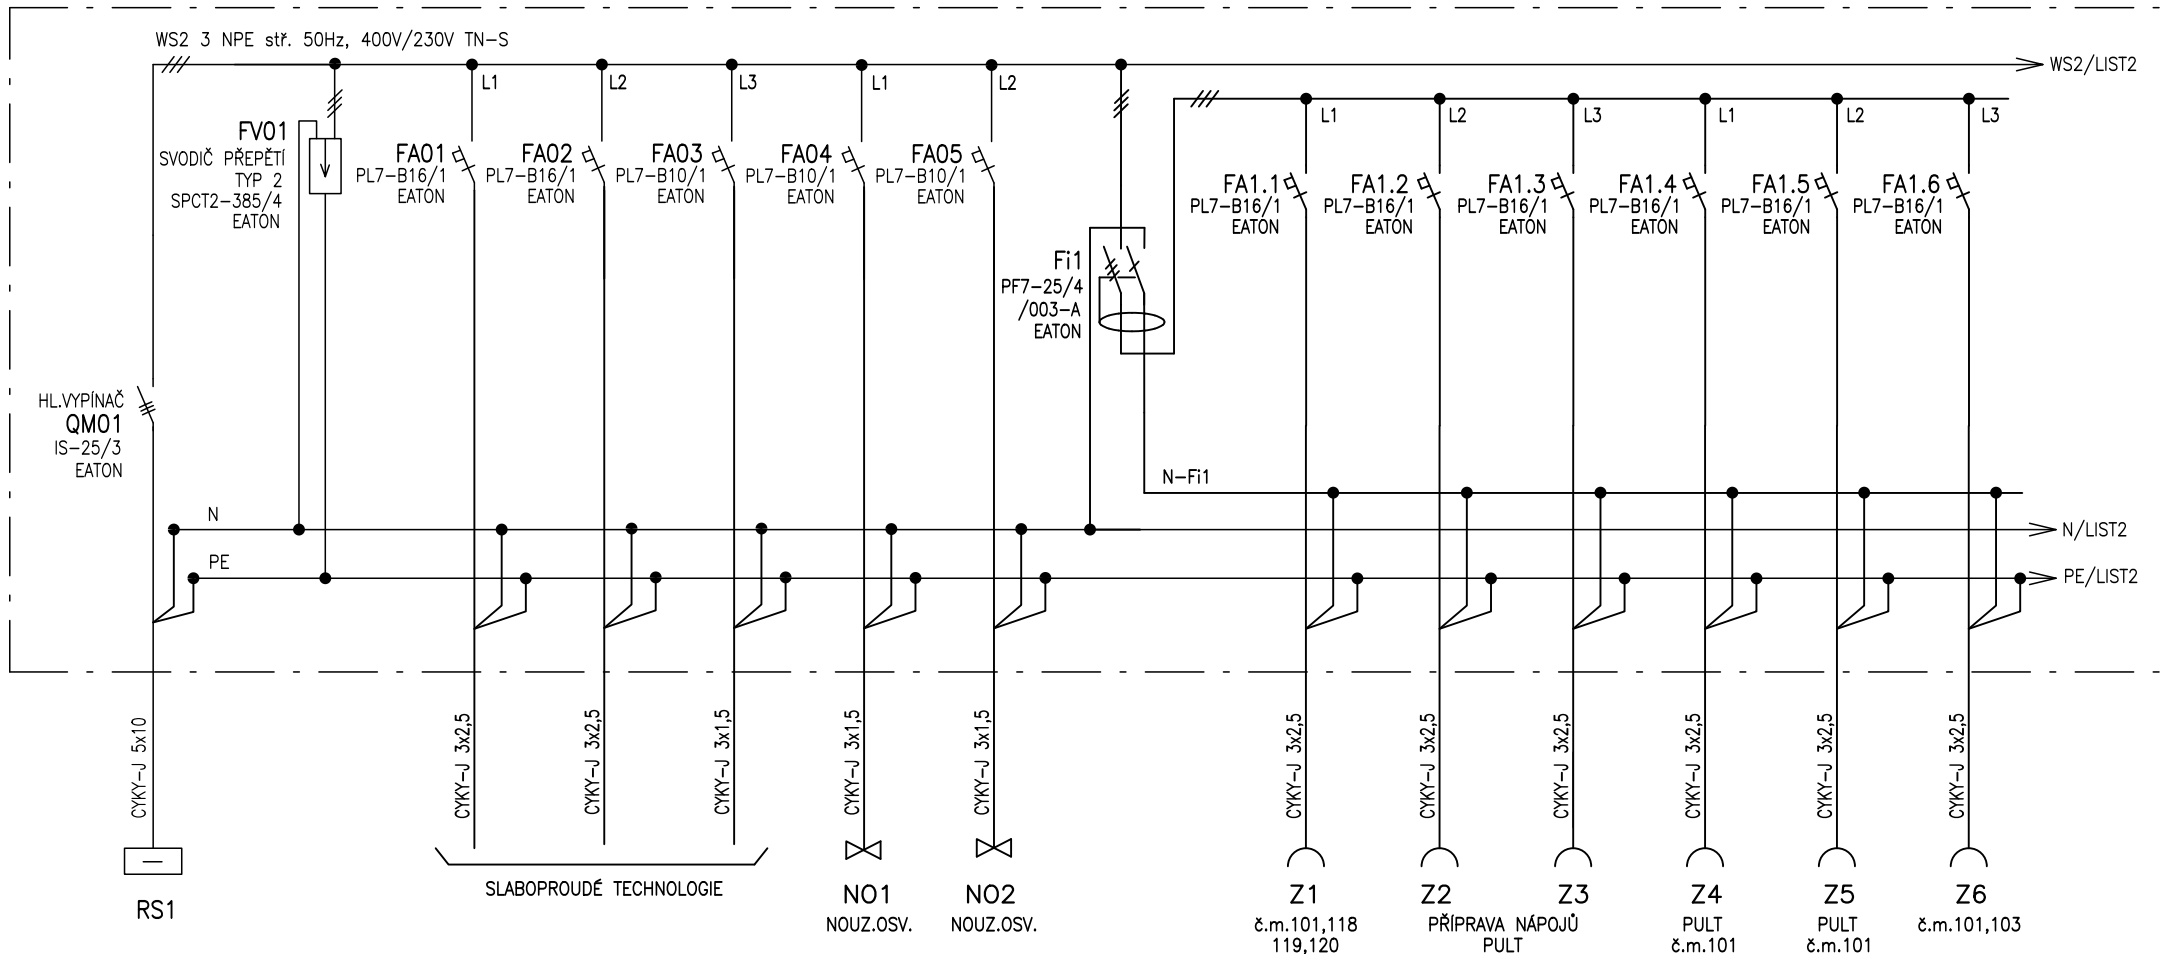 WS2 3 NPE stř. 50Hz, 400V/230V TN-S
WS2/LIST2
L1
L2
L3
L1
L2
L1
L2
L3
L1
L2
L3
FV01
SVODIČ PŘEPĚTÍ
TYP 2
SPCT2-385/4
EATON
FA01
PL7-B16/1
EATON
FA02
PL7-B16/1
EATON
FA03
PL7-B10/1
EATON
FA04
PL7-B10/1
EATON
FA05
PL7-B10/1
EATON
FA1.1
PL7-B16/1
EATON
FA1.2
PL7-B16/1
EATON
FA1.3
PL7-B16/1
EATON
FA1.4
PL7-B16/1
EATON
FA1.5
PL7-B16/1
EATON
FA1.6
PL7-B16/1
EATON
Fi1
PF7-25/4
/003-A
EATON
HL.VYPÍNAČ
QM01
IS-25/3
EATON
N-Fi1
N
N/LIST2
PE
PE/LIST2
CYKY-J 5x10
CYKY-J 3x2,5
CYKY-J 3x2,5
CYKY-J 3x1,5
CYKY-J 3x1,5
CYKY-J 3x1,5
CYKY-J 3x2,5
CYKY-J 3x2,5
CYKY-J 3x2,5
CYKY-J 3x2,5
CYKY-J 3x2,5
CYKY-J 3x2,5
RS1
SLABOPROUDÉ TECHNOLOGIE
NO1
NOUZ.OSV.
NO2
NOUZ.OSV.
Z1
č.m.101,118
119,120
Z2
Z3
PŘÍPRAVA NÁPOJŮ
PULT
Z4
PULT
č.m.101
Z5
PULT
č.m.101
Z6
č.m.101,103